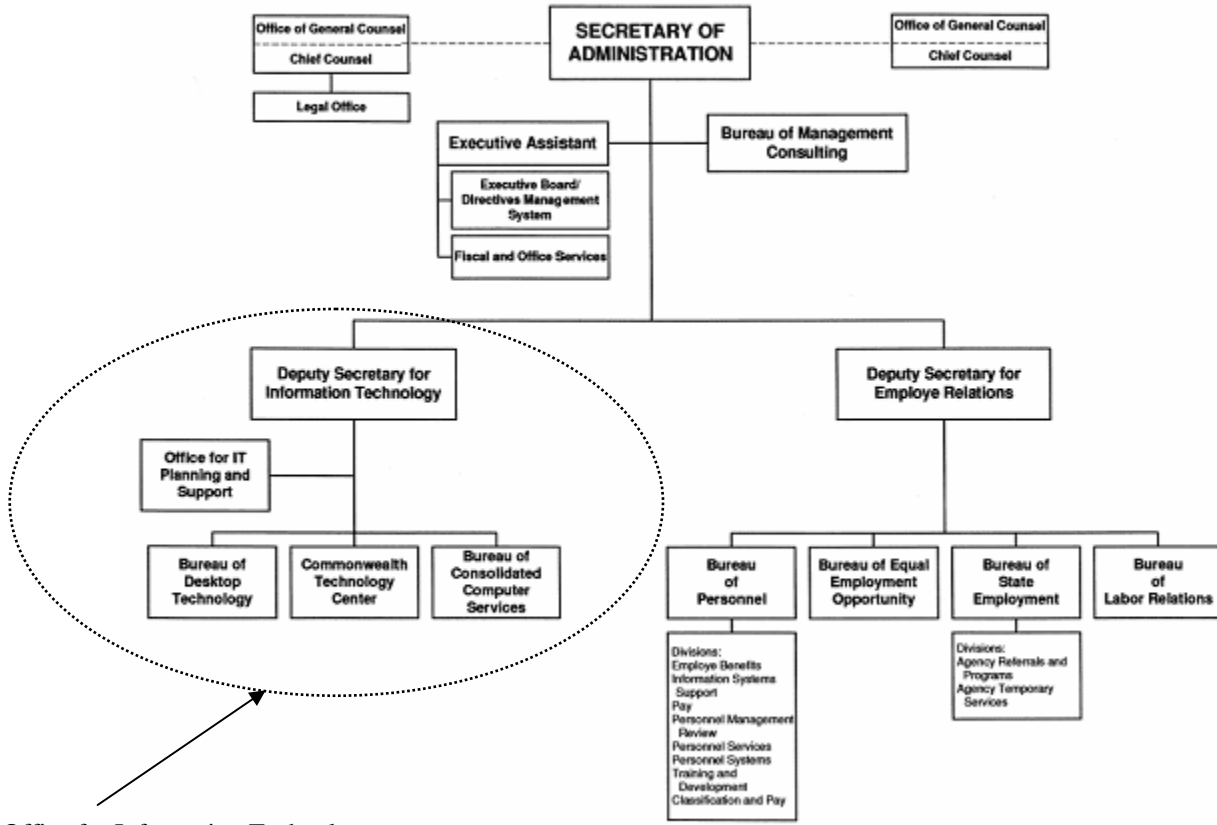 Office of General Counsel
Chief Counsel
Legal Office
SECRETARY OF
ADMINISTRATION
Office of General Counsel
Chief Counsel
Executive Assistant
Executive Board/
Directives Management
System
Fiscal and Office Services
Bureau of Management
Consulting
Deputy Secretary for
Information Technology
Office for IT
Planning and
Support
Bureau of
Desktop
Technology
Commonwealth
Technology
Center
Bureau of
Consolidated
Computer
Services
Deputy Secretary for
Employe Relations
Bureau
of
Personnel
Divisions:
Employe Benefits
Information Systems
Support
Pay
Personnel Management
Review
Personnel Services
Personnel Systems
Training and
Development
Classification and Pay
Bureau of Equal
Employment
Opportunity
Bureau of
State
Employment
Divisions:
Agency Referrals and
Programs
Agency Temporary
Services
Bureau
of
Labor Relations